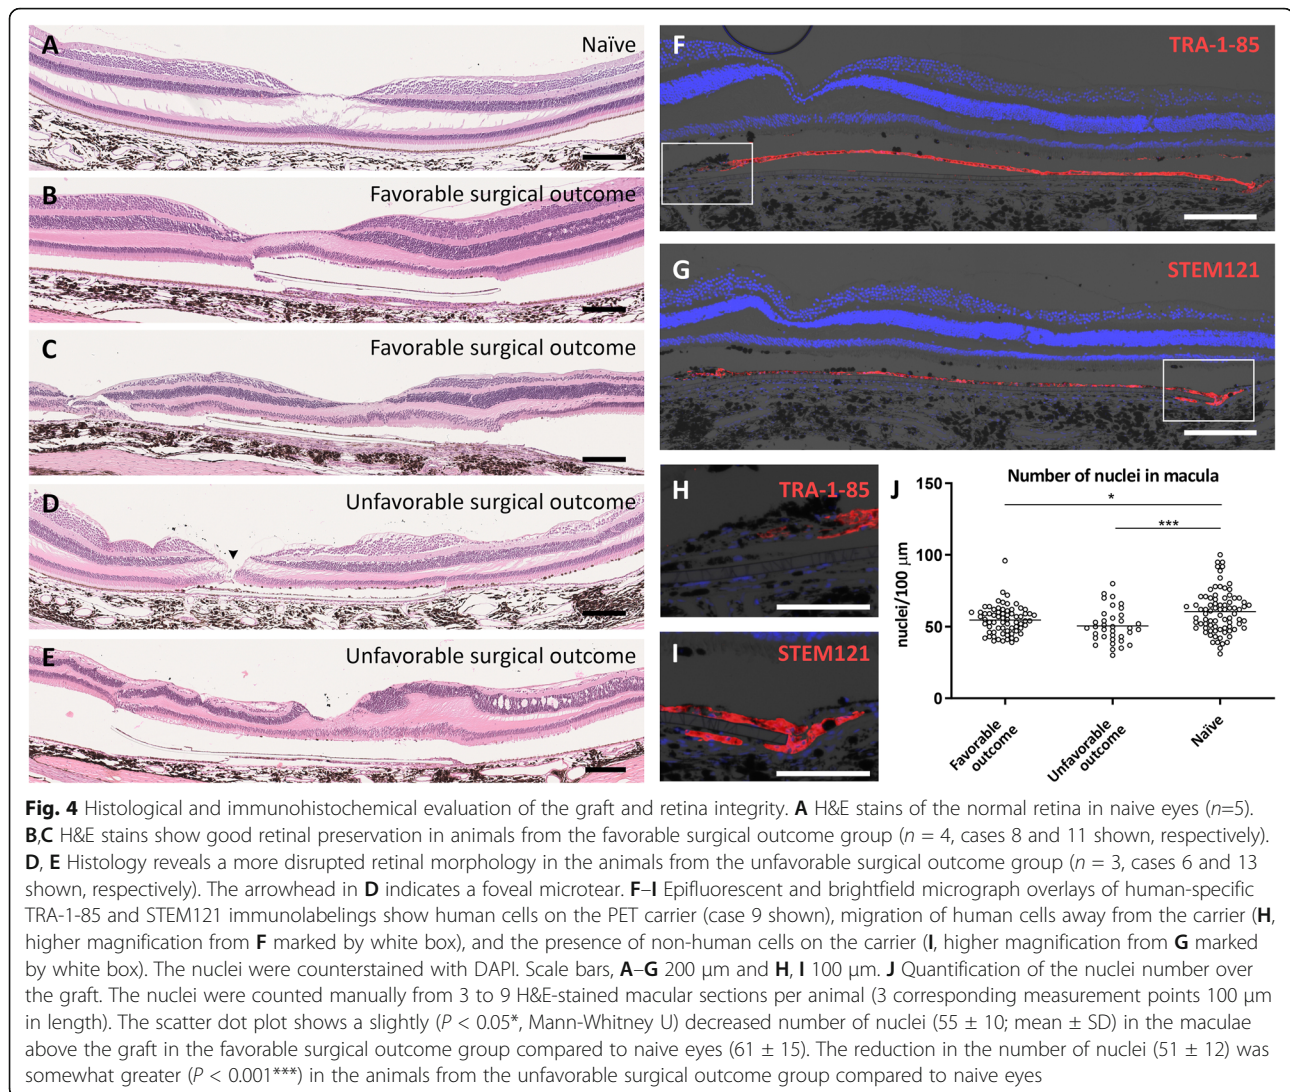 A
Naïve
B
Favorable surgical outcome
C
Favorable surgical outcome
D
Unfavorable surgical outcome
E
Unfavorable surgical outcome
F
TRA-1-85
G
STEM121
H
TRA-1-85
I
STEM121
J
Number of nuclei in macula
nuclei/100 µm
150
100
50
0
*
***
Favorable
outcome
Unfavorable
outcome
Naïve
Fig. 4 Histological and immunohistochemical evaluation of the graft and retina integrity. A H&E stains of the normal retina in naive eyes (n=5).
B,C H&E stains show good retinal preservation in animals from the favorable surgical outcome group (n = 4, cases 8 and 11 shown, respectively).
D, E Histology reveals a more disrupted retinal morphology in the animals from the unfavorable surgical outcome group (n = 3, cases 6 and 13
shown, respectively). The arrowhead in D indicates a foveal microtear. F–I Epifluorescent and brightfield micrograph overlays of human-specific
TRA-1-85 and STEM121 immunolabelings show human cells on the PET carrier (case 9 shown), migration of human cells away from the carrier (H,
higher magnification from F marked by white box), and the presence of non-human cells on the carrier (I, higher magnification from G marked
by white box). The nuclei were counterstained with DAPI. Scale bars, A–G 200 µm and H, I 100 µm. J Quantification of the nuclei number over
the graft. The nuclei were counted manually from 3 to 9 H&E-stained macular sections per animal (3 corresponding measurement points 100 µm
in length). The scatter dot plot shows a slightly (P < 0.05*, Mann-Whitney U) decreased number of nuclei (55 ± 10; mean ± SD) in the maculae
above the graft in the favorable surgical outcome group compared to naive eyes (61 ± 15). The reduction in the number of nuclei (51 ± 12) was
somewhat greater (P < 0.001***) in the animals from the unfavorable surgical outcome group compared to naive eyes